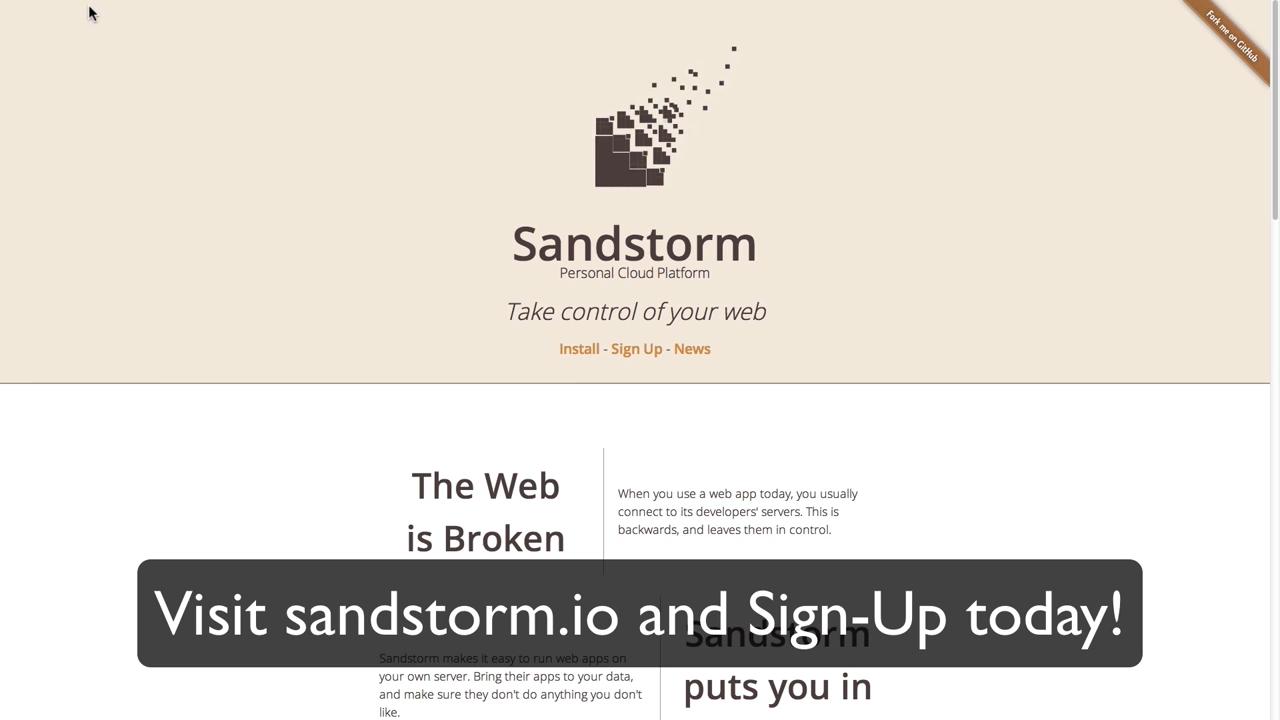 Fork me on GitHub
Sandstorm
Personal Cloud Platform
Take control of your web
Install - Sign Up - News
The Web
is Broken
When you use a web app today, you usually
connect to its developers' servers. This is
backwards, and leaves them in control.
Visit sandstorm.io and Sign-Up today!
Sandstorm
puts you in
Sandstorm makes it easy to run web apps on
your own server. Bring their apps to your data,
and make sure they don't do anything you don't
like.